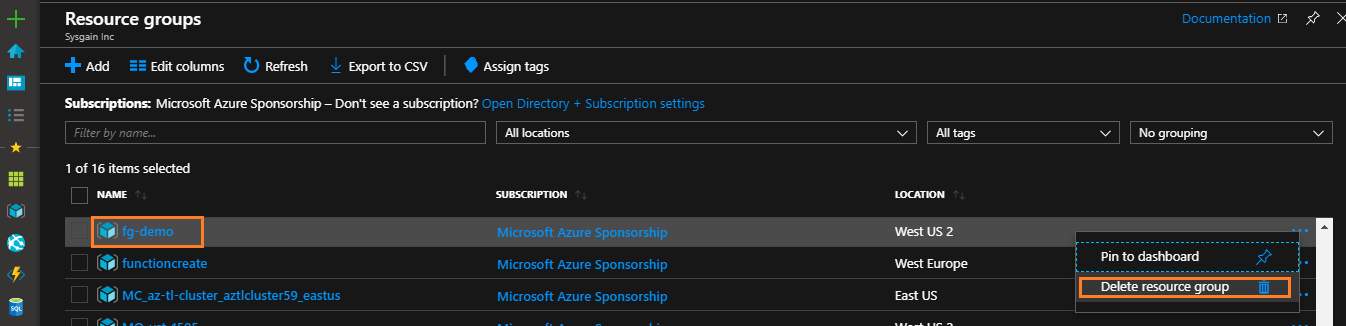 Resource groups
Documentation
Sysgain Inc
Add
Edit columns
Refresh
Export to CSV
Assign tags
Subscriptions: Microsoft Azure Sponsorship – Don't see a subscription? Open Directory + Subscription settings
Filter by name...
All locations
All tags
No grouping
1 of 16 items selected
NAME
SUBSCRIPTION
LOCATION
fg-demo
Microsoft Azure Sponsorship
West US 2
Pin to dashboard
functioncreate
Microsoft Azure Sponsorship
West Europe
Delete resource group
MC_az-tl-cluster_aztlcluster59_eastus
Microsoft Azure Sponsorship
East US
SQL